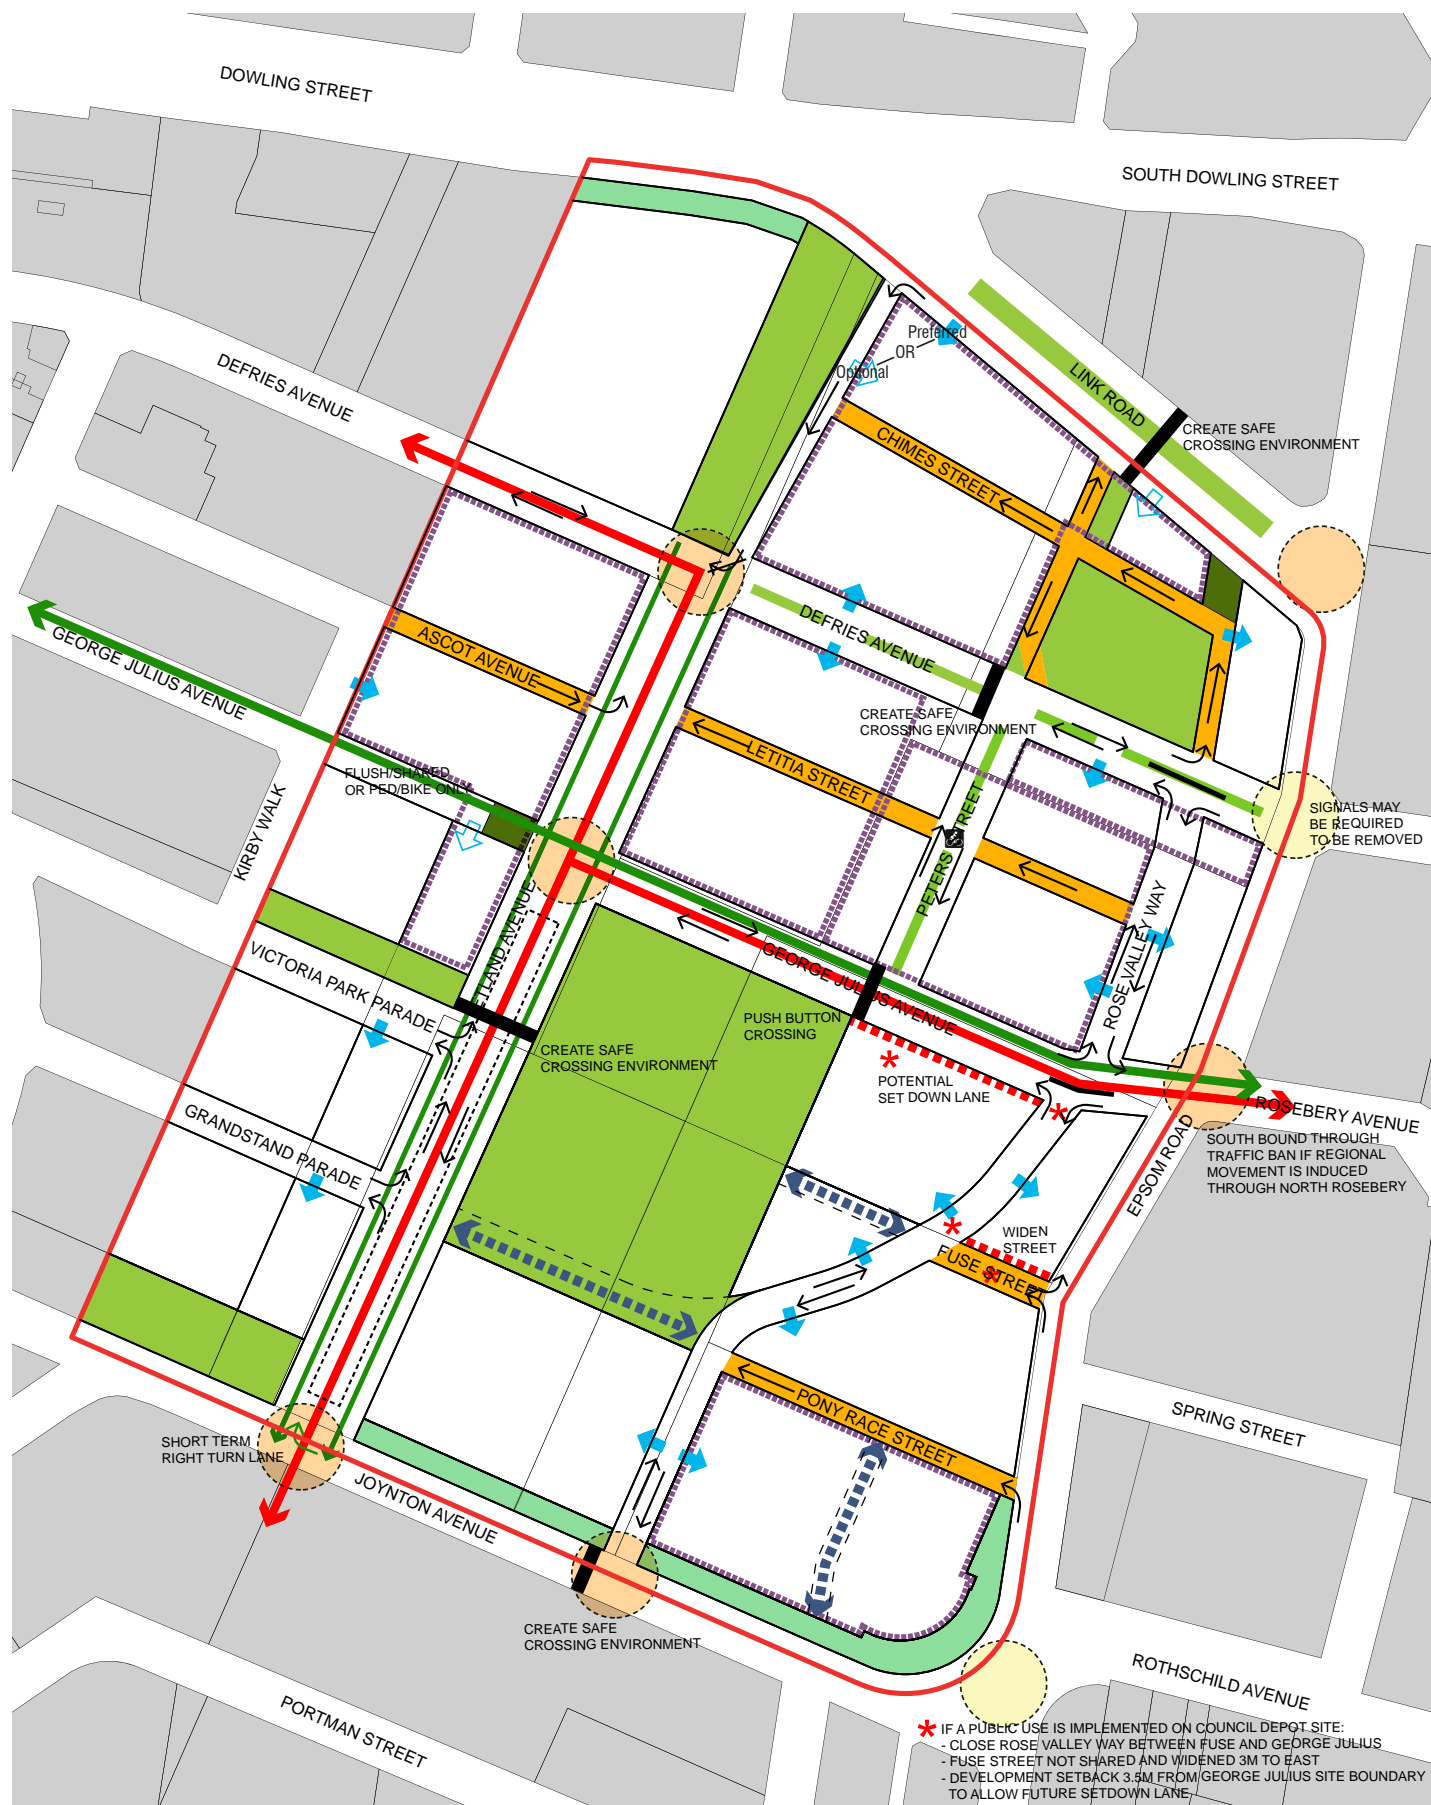 DOWLING STREET
SOUTH DOWLING STREET
Preferred
OR
Optional
LINK ROAD
DEFRIES AVENUE
CHIMES STREET
CREATE SAFE
CROSSING ENVIRONMENT
ASCOT AVENUE
DEFRIES AVENUE
GEORGE JULIUS AVENUE
CREATE SAFE
CROSSING ENVIRONMENT
LETITIA STREET
FLUSH/SHARED
OR PED/BIKE ONLY
KIRBY WALK
PETERS STREET
SIGNALS MAY
BE REQUIRED
TO BE REMOVED
ROSE VALLEY WAY
VICTORIA PARK PARADE
GEORGE JULIUS AVENUE
PUSH BUTTON
CROSSING
CREATE SAFE
CROSSING ENVIRONMENT
* POTENTIAL
SET DOWN LANE
*
ROSEBERY AVENUE
GRANDSTAND PARADE
EPSOM ROAD
SOUTH BOUND THROUGH
TRAFFIC BAN IF REGIONAL
MOVEMENT IS INDUCED
THROUGH NORTH ROSEBERY
*
WIDEN
STREET
FUSE STREET
*
PONY RACE STREET
SPRING STREET
SHORT TERM
RIGHT TURN LANE
JOYNTON AVENUE
CREATE SAFE
CROSSING ENVIRONMENT
ROTHSCHILD AVENUE
PORTMAN STREET
* IF A PUBLIC USE IS IMPLEMENTED ON COUNCIL DEPOT SITE:
- CLOSE ROSE VALLEY WAY BETWEEN FUSE AND GEORGE JULIUS
- FUSE STREET NOT SHARED AND WIDENED 3M TO EAST
- DEVELOPMENT SETBACK 3.5M FROM GEORGE JULIUS SITE BOUNDARY
TO ALLOW FUTURE SETDOWN LANE